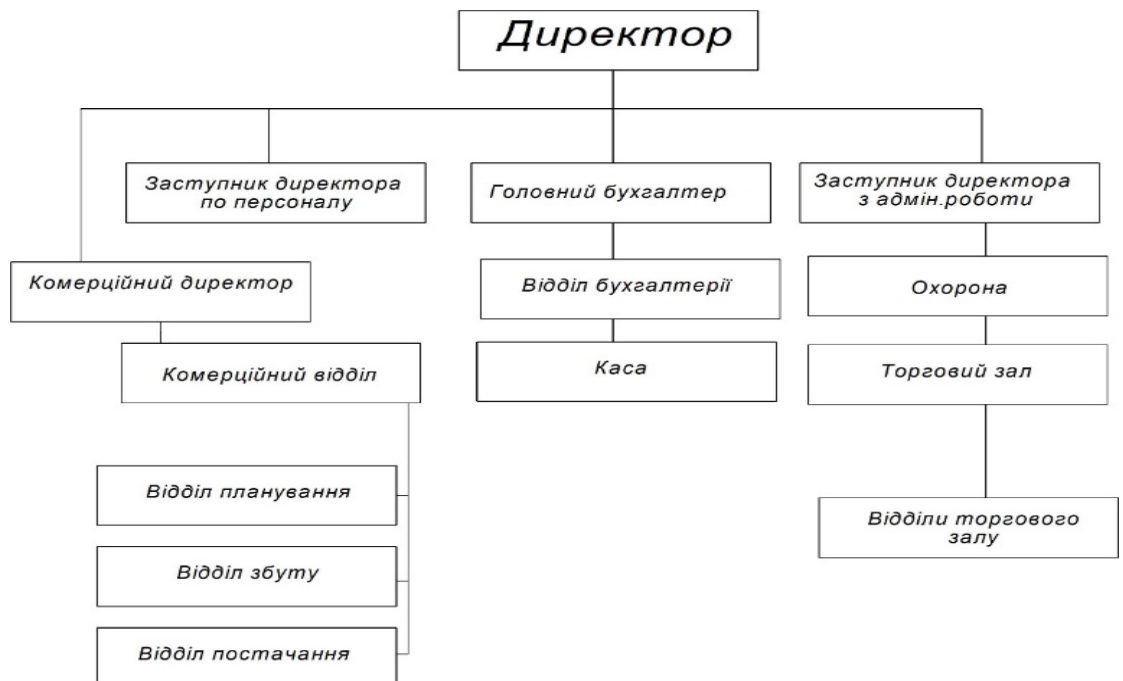 Директор
Заступник директора
по персоналу
Головний бухгалтер
Заступник директора
з адмін.роботи
Комерційний директор
Відділ бухгалтерії
Охорона
Комерційний відділ
Каса
Торговий зал
Відділ планування
Відділи торгового
залу
Відділ збуту
Відділ постачання